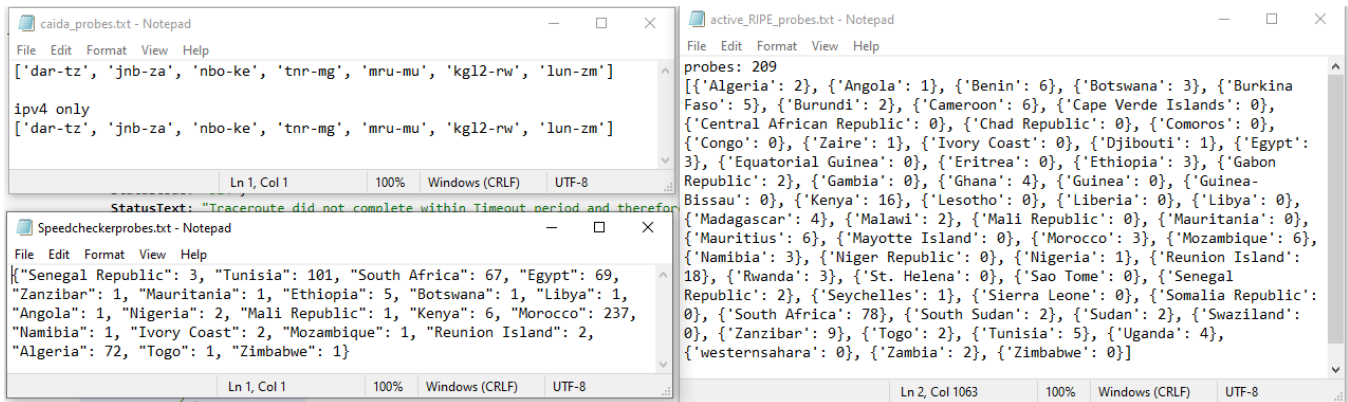 caida_probes.txt - Notepad
File Edit Format View Help
['dar-tz', 'jnb-za', 'nbo-ke', 'tnr-mg', 'mru-mu', 'kgl2-rw', 'lun-zm']
ipv4 only
['dar-tz', 'jnb-za', 'nbo-ke', 'tnr-mg', 'mru-mu', 'kgl2-rw', 'lun-zm']
Ln 1, Col 1 100% Windows (CRLF) UTF-8
StatusText: "Traceroute did not complete within Timeout period and therefor
Speedcheckerprobes.txt - Notepad
File Edit Format View Help
{"Senegal Republic": 3, "Tunisia": 101, "South Africa": 67, "Egypt": 69,
"Zanzibar": 1, "Mauritania": 1, "Ethiopia": 5, "Botswana": 1, "Libya": 1,
"Angola": 1, "Nigeria": 2, "Mali Republic": 1, "Kenya": 6, "Morocco": 237,
"Namibia": 1, "Ivory Coast": 2, "Mozambique": 1, "Reunion Island": 2,
"Algeria": 72, "Togo": 1, "Zimbabwe": 1}
Ln 1, Col 1 100% Windows (CRLF) UTF-8
active_RIPE_probes.txt - Notepad
File Edit Format View Help
probes: 209
[{'Algeria': 2}, {'Angola': 1}, {'Benin': 6}, {'Botswana': 3}, {'Burkina
Faso': 5}, {'Burundi': 2}, {'Cameroon': 6}, {'Cape Verde Islands': 0},
{'Central African Republic': 0}, {'Chad Republic': 0}, {'Comoros': 0},
{'Congo': 0}, {'Zaire': 1}, {'Ivory Coast': 0}, {'Djibouti': 1}, {'Egypt':
3}, {'Equatorial Guinea': 0}, {'Eritrea': 0}, {'Ethiopia': 3}, {'Gabon
Republic': 2}, {'Gambia': 0}, {'Ghana': 4}, {'Guinea': 0}, {'Guinea-
Bissau': 0}, {'Kenya': 16}, {'Lesotho': 0}, {'Liberia': 0}, {'Libya': 0},
{'Madagascar': 4}, {'Malawi': 2}, {'Mali Republic': 0}, {'Mauritania': 0},
{'Mauritius': 6}, {'Mayotte Island': 0}, {'Morocco': 3}, {'Mozambique': 6},
{'Namibia': 3}, {'Niger Republic': 0}, {'Nigeria': 1}, {'Reunion Island':
18}, {'Rwanda': 3}, {'St. Helena': 0}, {'Sao Tome': 0}, {'Senegal
Republic': 2}, {'Seychelles': 1}, {'Sierra Leone': 0}, {'Somalia Republic':
0}, {'South Africa': 78}, {'South Sudan': 2}, {'Sudan': 2}, {'Swaziland':
0}, {'Zanzibar': 9}, {'Togo': 2}, {'Tunisia': 5}, {'Uganda': 4},
{'westernsahara': 0}, {'Zambia': 2}, {'Zimbabwe': 0}]
Ln 2, Col 1063 100% Windows (CRLF) UTF-8